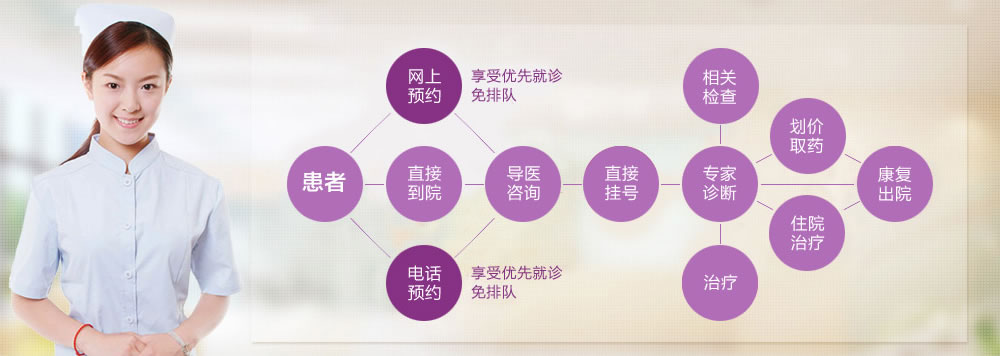 患者
网上
预约
享受优先就诊
免排队
直接
到院
电话
预约
享受优先就诊
免排队
导医
咨询
直接
挂号
相关
检查
专家
诊断
治疗
划价
取药
住院
治疗
康复
出院